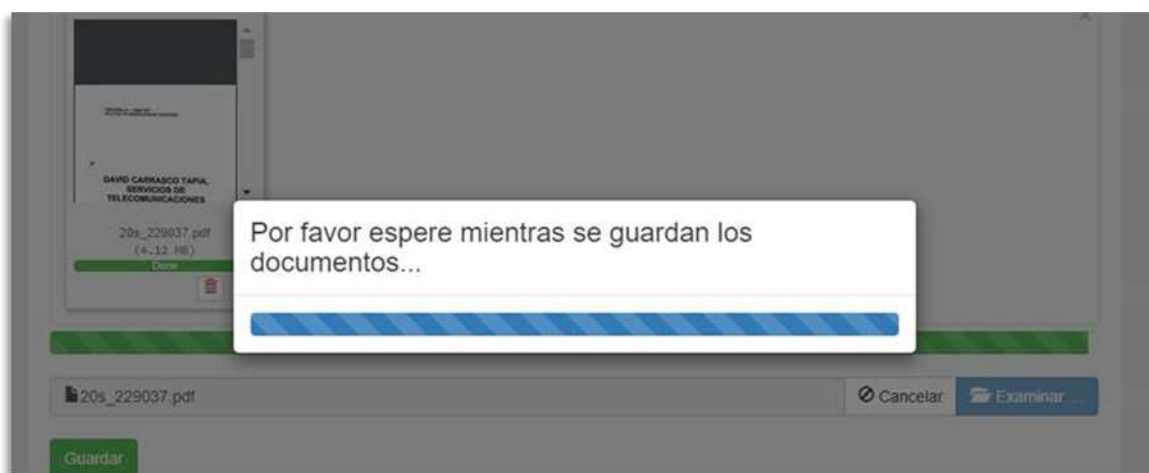 DAVID CARRASCO TAPIA,
SERVICIOS DE
TELECOMUNICACIONES
20s_229037.pdf
(4.12 MB)
Done
Por favor espere mientras se guardan los
documentos...
20s_229037.pdf
Cancelar
Examinar ...
Guardar